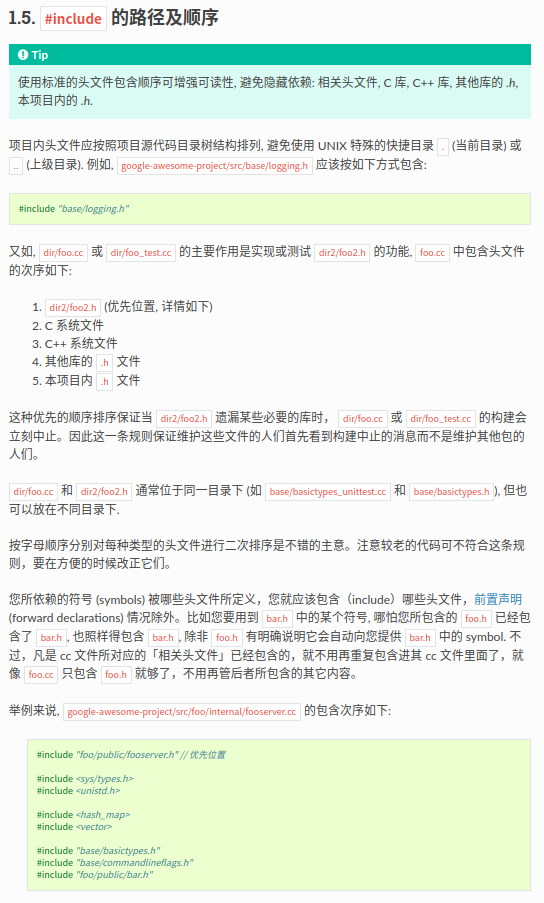 1.5. #include 的路径及顺序
Tip
使用标准的头文件包含顺序可增强可读性, 避免隐藏依赖: 相关头文件, C 库, C++ 库, 其他库的 .h,
本项目内的 .h.
项目内头文件应按照项目源代码目录树结构排列, 避免使用 UNIX 特殊的快捷目录 . (当前目录) 或
.. (上级目录). 例如, google-awesome-project/src/base/logging.h 应该按如下方式包含:
#include "base/logging.h"
又如, dir/foo.cc 或 dir/foo_test.cc 的主要作用是实现或测试 dir2/foo2.h 的功能, foo.cc 中包含头文件
的次序如下:
1. dir2/foo2.h (优先位置, 详情如下)
2. C 系统文件
3. C++ 系统文件
4. 其他库的 .h 文件
5. 本项目内 .h 文件
这种优先的顺序排序保证当 dir2/foo2.h 遗漏某些必要的库时， dir/foo.cc 或 dir/foo_test.cc 的构建会
立刻中止。因此这一条规则保证维护这些文件的人们首先看到构建中止的消息而不是维护其他包的
人们。
dir/foo.cc 和 dir2/foo2.h 通常位于同一目录下 (如 base/basictypes_unittest.cc 和 base/basictypes.h), 但也
可以放在不同目录下.
按字母顺序分别对每种类型的头文件进行二次排序是不错的主意。注意较老的代码可不符合这条规
则，要在方便的时候改正它们。
您所依赖的符号 (symbols) 被哪些头文件所定义，您就应该包含（include）哪些头文件，前置声明
(forward declarations) 情况除外。比如您要用到 bar.h 中的某个符号, 哪怕您所包含的 foo.h 已经包
含了 bar.h, 也照样得包含 bar.h, 除非 foo.h 有明确说明它会自动向您提供 bar.h 中的 symbol. 不
过，凡是 cc 文件所对应的「相关头文件」已经包含的，就不用再重复包含进其 cc 文件里面了，就
像 foo.cc 只包含 foo.h 就够了，不用再管后者所包含的其它内容。
举例来说, google-awesome-project/src/foo/internal/fooserver.cc 的包含次序如下:
#include "foo/public/fooserver.h" // 优先位置
#include <sys/types.h>
#include <unistd.h>
#include <hash_map>
#include <vector>
#include "base/basictypes.h"
#include "base/commandlineflags.h"
#include "foo/public/bar.h"